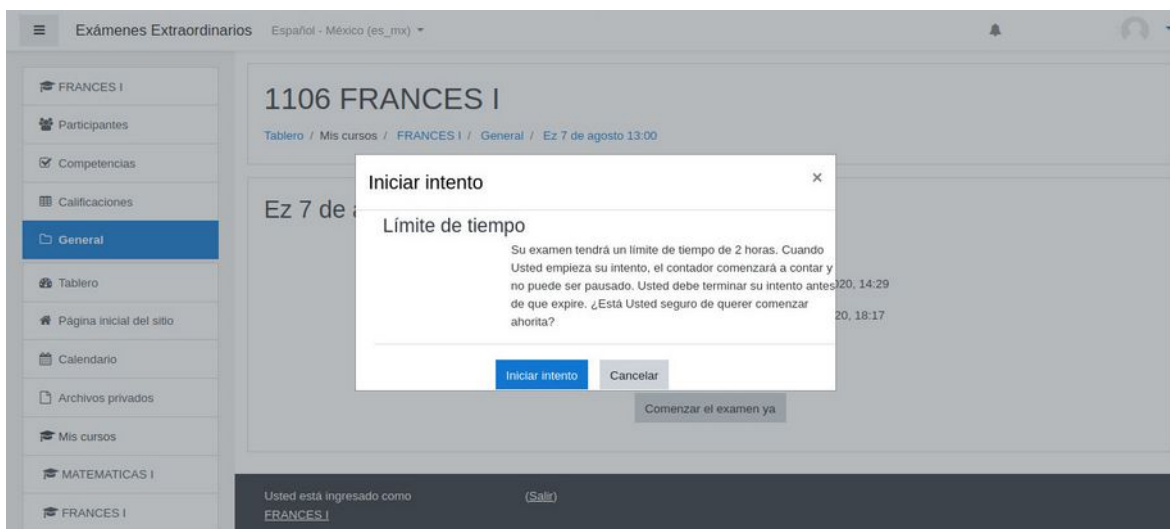 Exámenes Extraordinarios Español - México (es_mx)
FRANCES I
Participantes
Competencias
Calificaciones
General
Tablero
Página inicial del sitio
Calendario
Archivos privados
Mis cursos
MATEMATICAS I
FRANCES I
1106 FRANCES I
Tablero / Mis cursos / FRANCES I / General / Ez 7 de agosto 13:00
Ez 7 de
Iniciar intento ×
Límite de tiempo
Su examen tendrá un límite de tiempo de 2 horas. Cuando
Usted empieza su intento, el contador comenzará a contar y
no puede ser pausado. Usted debe terminar su intento antes
de que expire. ¿Está Usted seguro de querer comenzar
ahorita?
Iniciar intento Cancelar
20, 14:29
20, 18:17
Comenzar el examen ya
Usted está ingresado como (Salir)
FRANCES I